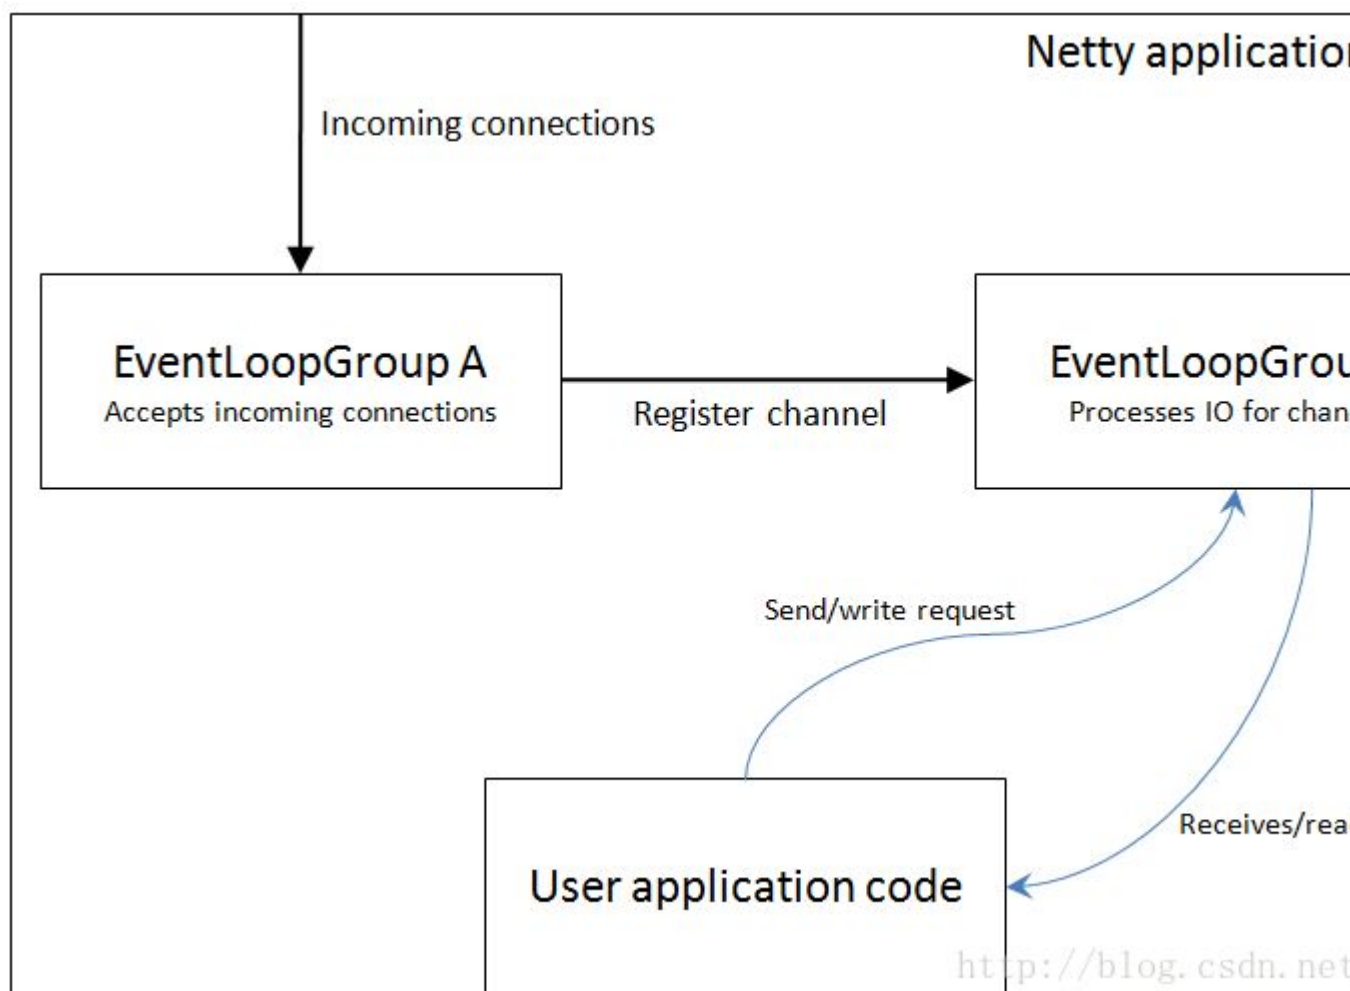 Netty application
Incoming connections
EventLoopGroup A
Accepts incoming connections
Register channel
EventLoopGrou
Processes IO for chan
Send/write request
Receives/rea
User application code
http://blog.csdn.net